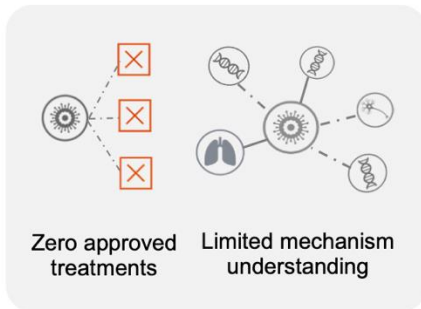 Zero approved
treatments
Limited mechanism
understanding